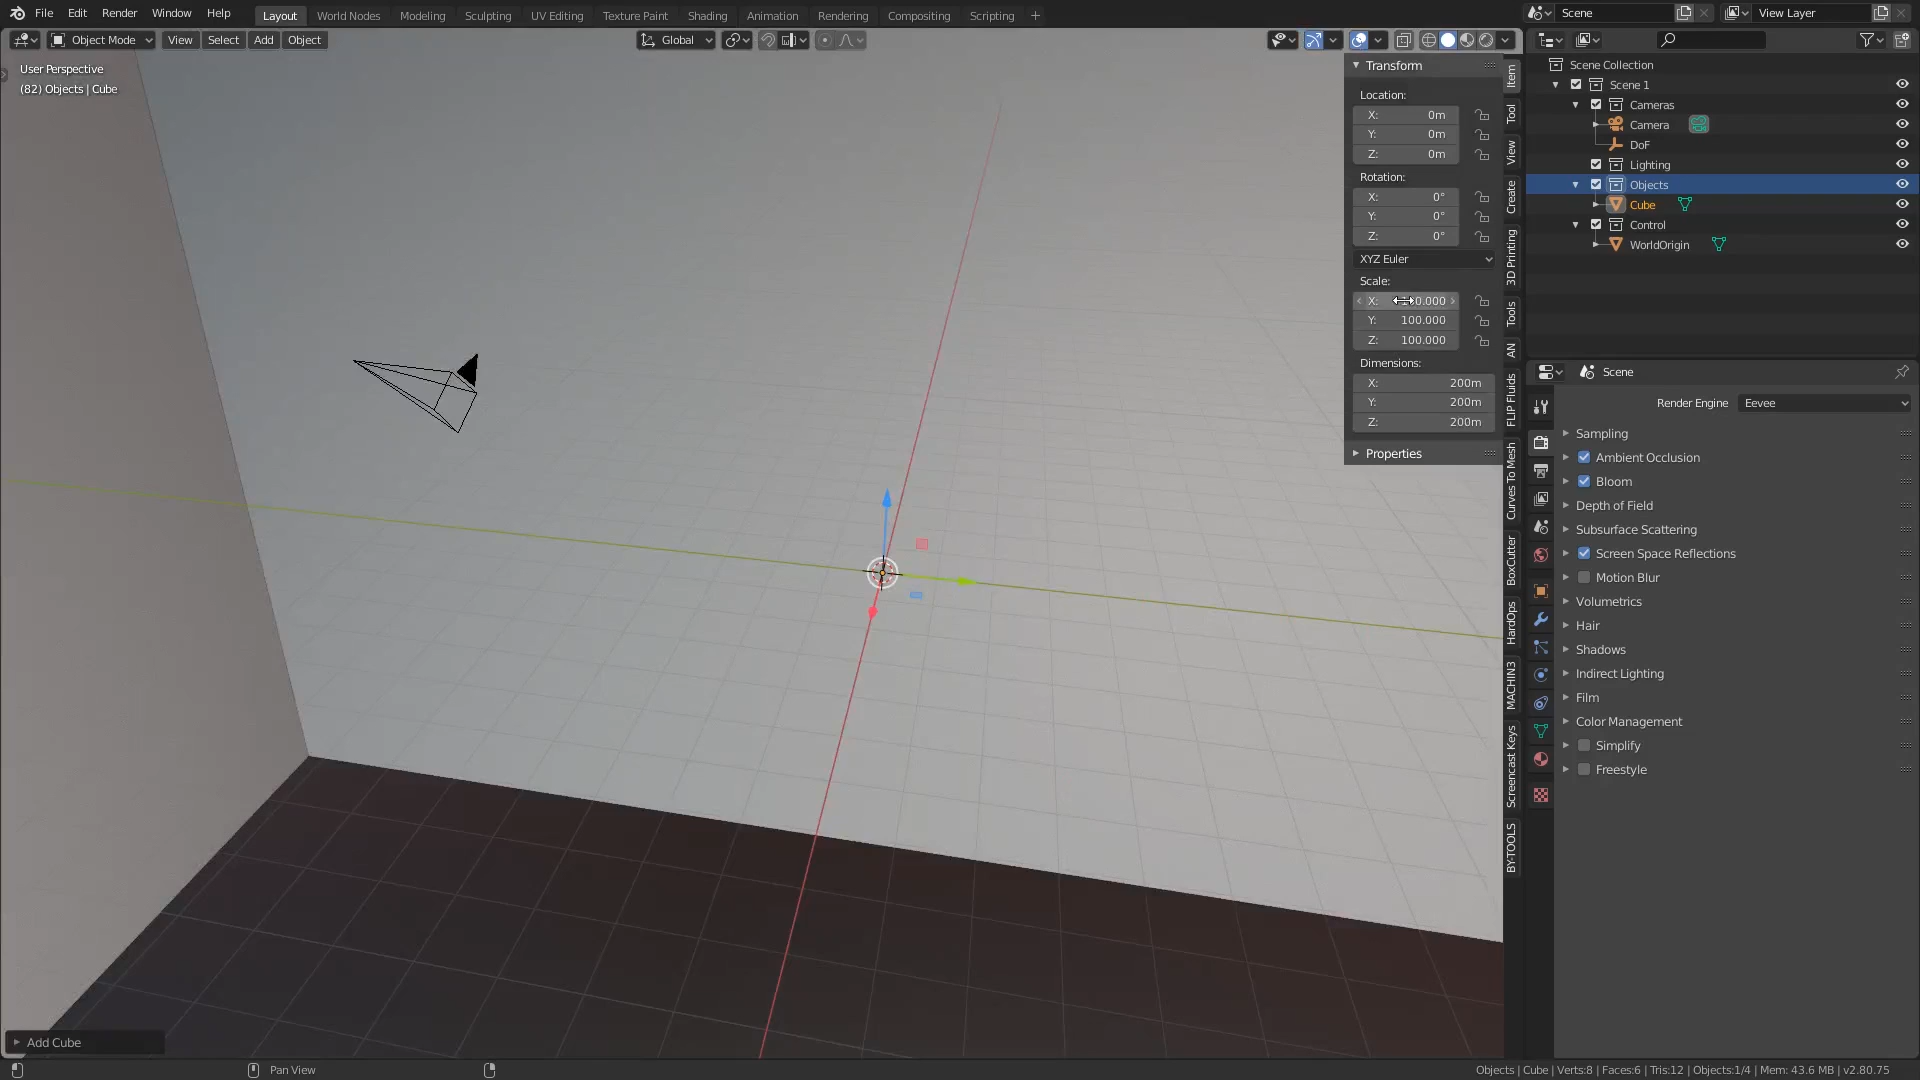 File Edit Render Window Help Layout World Nodes Modeling Sculpting UV Editing Texture Paint Shading Animation Rendering Compositing Scripting + Scene View Layer
Object Mode View Select Add Object Global
User Perspective
(82) Objects | Cube
Transform
Location:
X: 0m
Y: 0m
Z: 0m
Rotation:
X: 0°
Y: 0°
Z: 0°
XYZ Euler
Scale:
X: 0.000
Y: 100.000
Z: 100.000
Dimensions:
X: 200m
Y: 200m
Z: 200m
Properties
Item
Tool
View
Create
3D Printing
Tools
AN
FLIP Fluids
Curves To Mesh
BoxCutter
HardOps
MACHIN3
Screencast Keys
BY-TOOLS
Scene Collection
Scene 1
Cameras
Camera
DoF
Lighting
Objects
Cube
Control
WorldOrigin
Scene
Render Engine Eevee
Sampling
Ambient Occlusion
Bloom
Depth of Field
Subsurface Scattering
Screen Space Reflections
Motion Blur
Volumetrics
Hair
Shadows
Indirect Lighting
Film
Color Management
Simplify
Freestyle
Add Cube
Pan View
Objects | Cube | Verts:8 | Faces:6 | Tris:12 | Objects:1/4 | Mem: 43.6 MB | v2.80.75